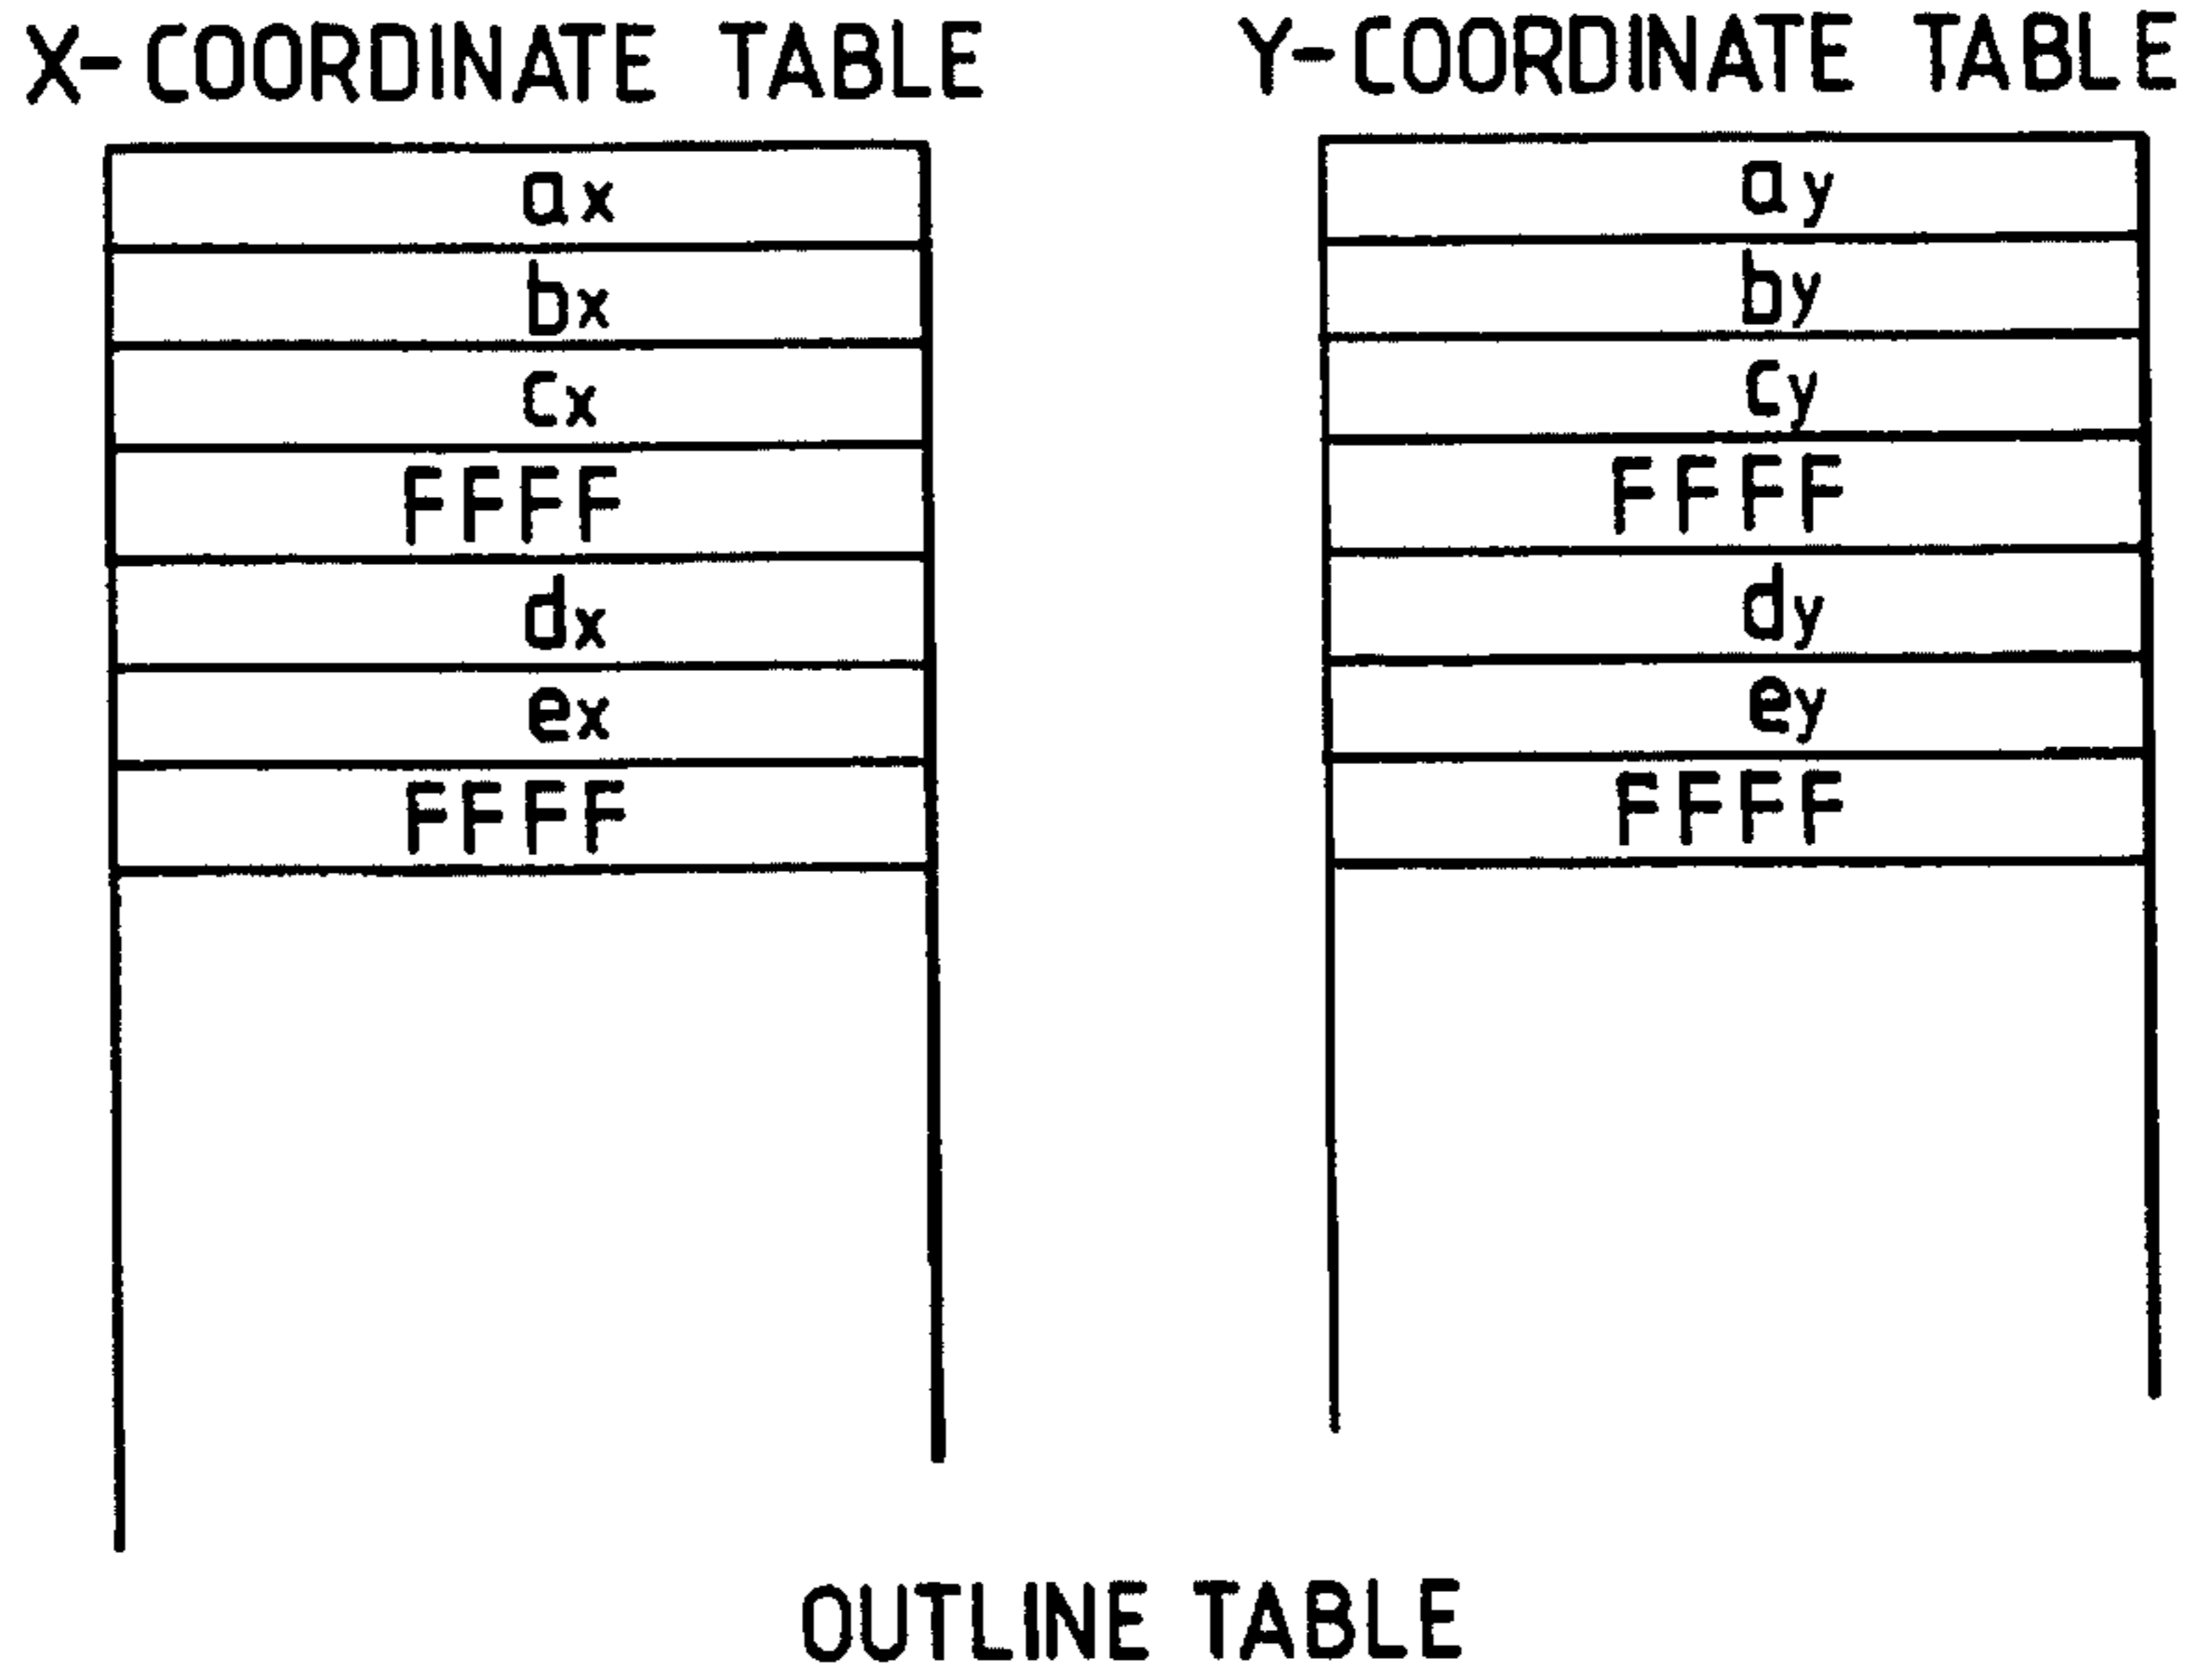 X-COORDINATE TABLE
ax
bx
cx
FFFF
dx
ex
FFFF
Y-COORDINATE TABLE
ay
by
cy
FFFF
dy
ey
FFFF
OUTLINE TABLE